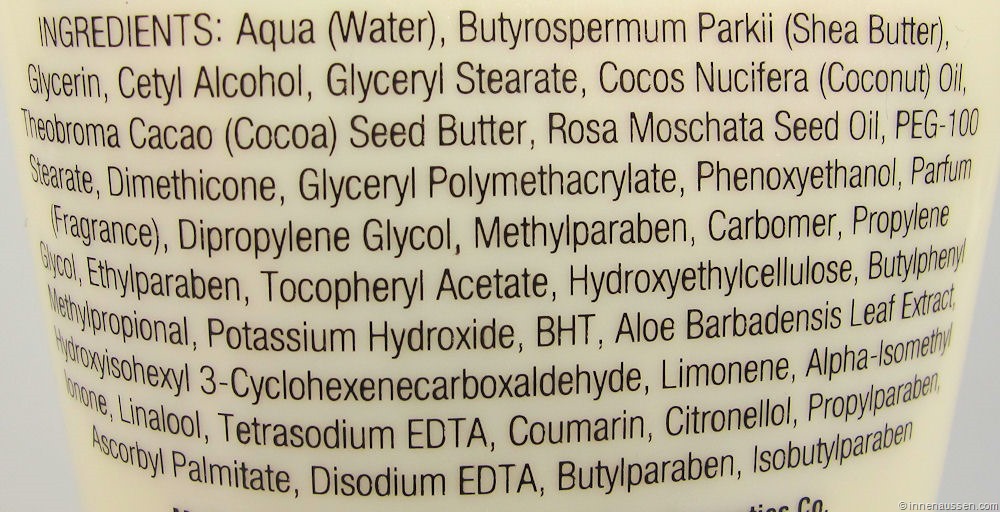 INGREDIENTS: Aqua (Water), Butyrospermum Parkii (Shea Butter),
Glycerin, Cetyl Alcohol, Glyceryl Stearate, Cocos Nucifera (Coconut) Oil,
Theobroma Cacao (Cocoa) Seed Butter, Rosa Moschata Seed Oil, PEG-100
Stearate, Dimethicone, Glyceryl Polymethacrylate, Phenoxyethanol, Parfum
(Fragrance), Dipropylene Glycol, Methylparaben, Carbomer, Propylene
Glycol, Ethylparaben, Tocopheryl Acetate, Hydroxyethylcellulose, Butylphenyl
Methylpropional, Potassium Hydroxide, BHT, Aloe Barbadensis Leaf Extract,
Hydroxyisohexyl 3-Cyclohexenecarboxaldehyde, Limonene, Alpha-Isomethyl
Ionone, Linalool, Tetrasodium EDTA, Coumarin, Citronellol, Propylparaben,
Ascorbyl Palmitate, Disodium EDTA, Butylparaben, Isobutylparaben
Co.
© innenaussen.com